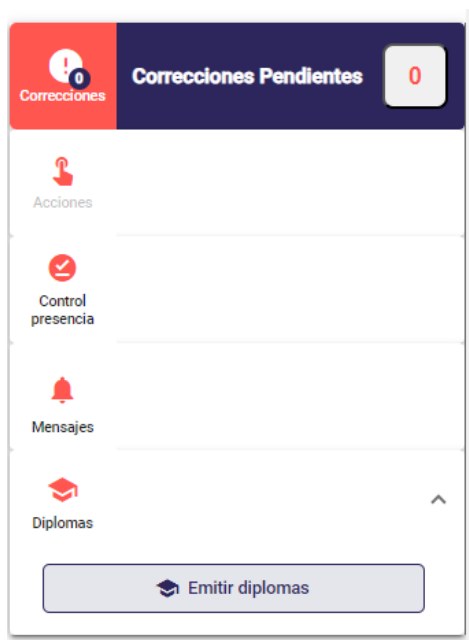 0
Correcciones
Correcciones Pendientes
0
Acciones
Control
presencia
Mensajes
Diplomas
Emitir diplomas